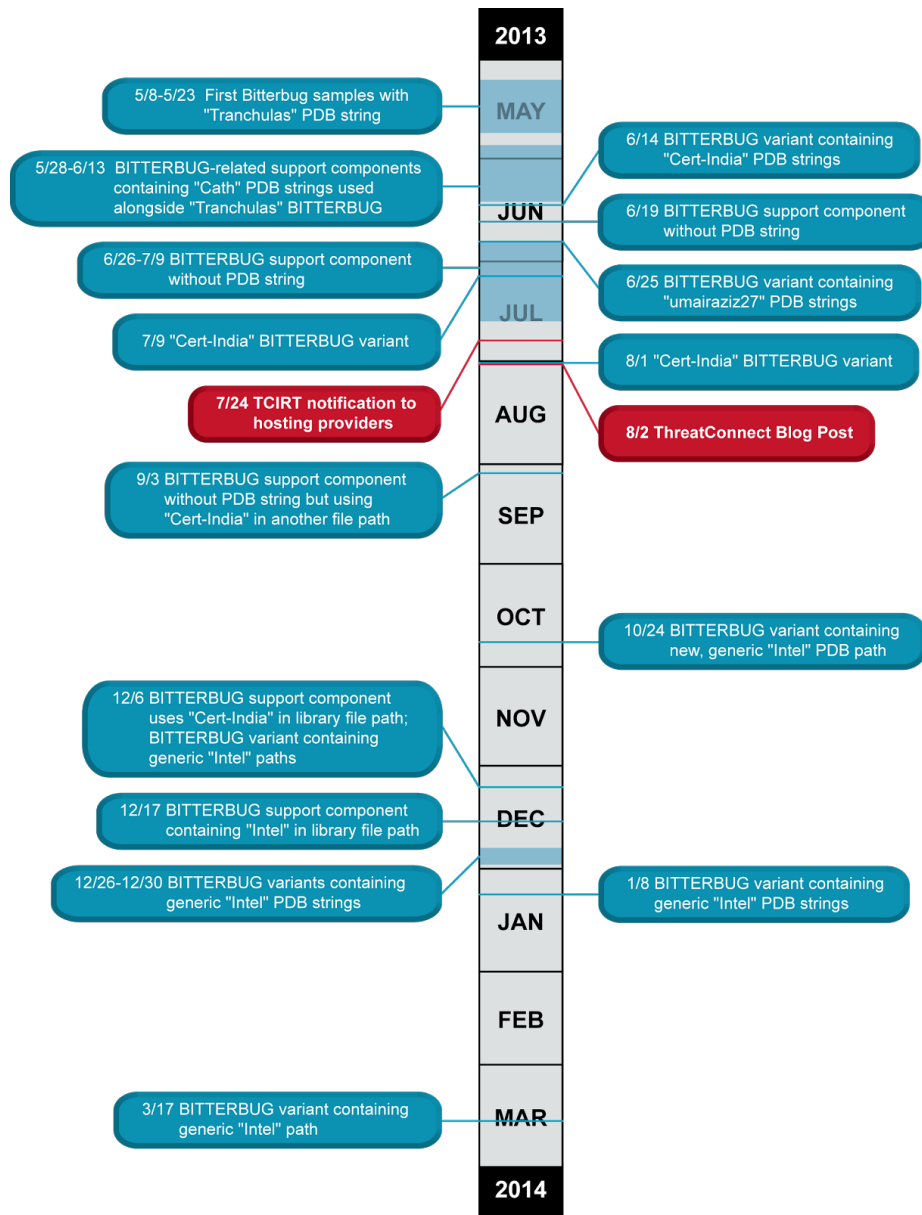 2013
MAY
5/8-5/23 First Bitterbug samples with
"Tranchulas" PDB string
6/14 BITTERBUG variant containing
"Cert-India" PDB strings
5/28-6/13 BITTERBUG-related support components
containing "Cath" PDB strings used
alongside "Tranchulas" BITTERBUG
JUN
6/19 BITTERBUG support component
without PDB string
6/26-7/9 BITTERBUG support component
without PDB string
6/25 BITTERBUG variant containing
"umairaziz27" PDB strings
JUL
7/9 "Cert-India" BITTERBUG variant
8/1 "Cert-India" BITTERBUG variant
7/24 TCIRT notification to
hosting providers
AUG
8/2 ThreatConnect Blog Post
9/3 BITTERBUG support component
without PDB string but using
"Cert-India" in another file path
SEP
OCT
10/24 BITTERBUG variant containing
new, generic "Intel" PDB path
12/6 BITTERBUG support component
uses "Cert-India" in library file path;
BITTERBUG variant containing
generic "Intel" paths
NOV
12/17 BITTERBUG support component
containing "Intel" in library file path
DEC
12/26-12/30 BITTERBUG variants containing
generic "Intel" PDB strings
1/8 BITTERBUG variant containing
generic "Intel" PDB strings
JAN
FEB
3/17 BITTERBUG variant containing
generic "Intel" path
MAR
2014